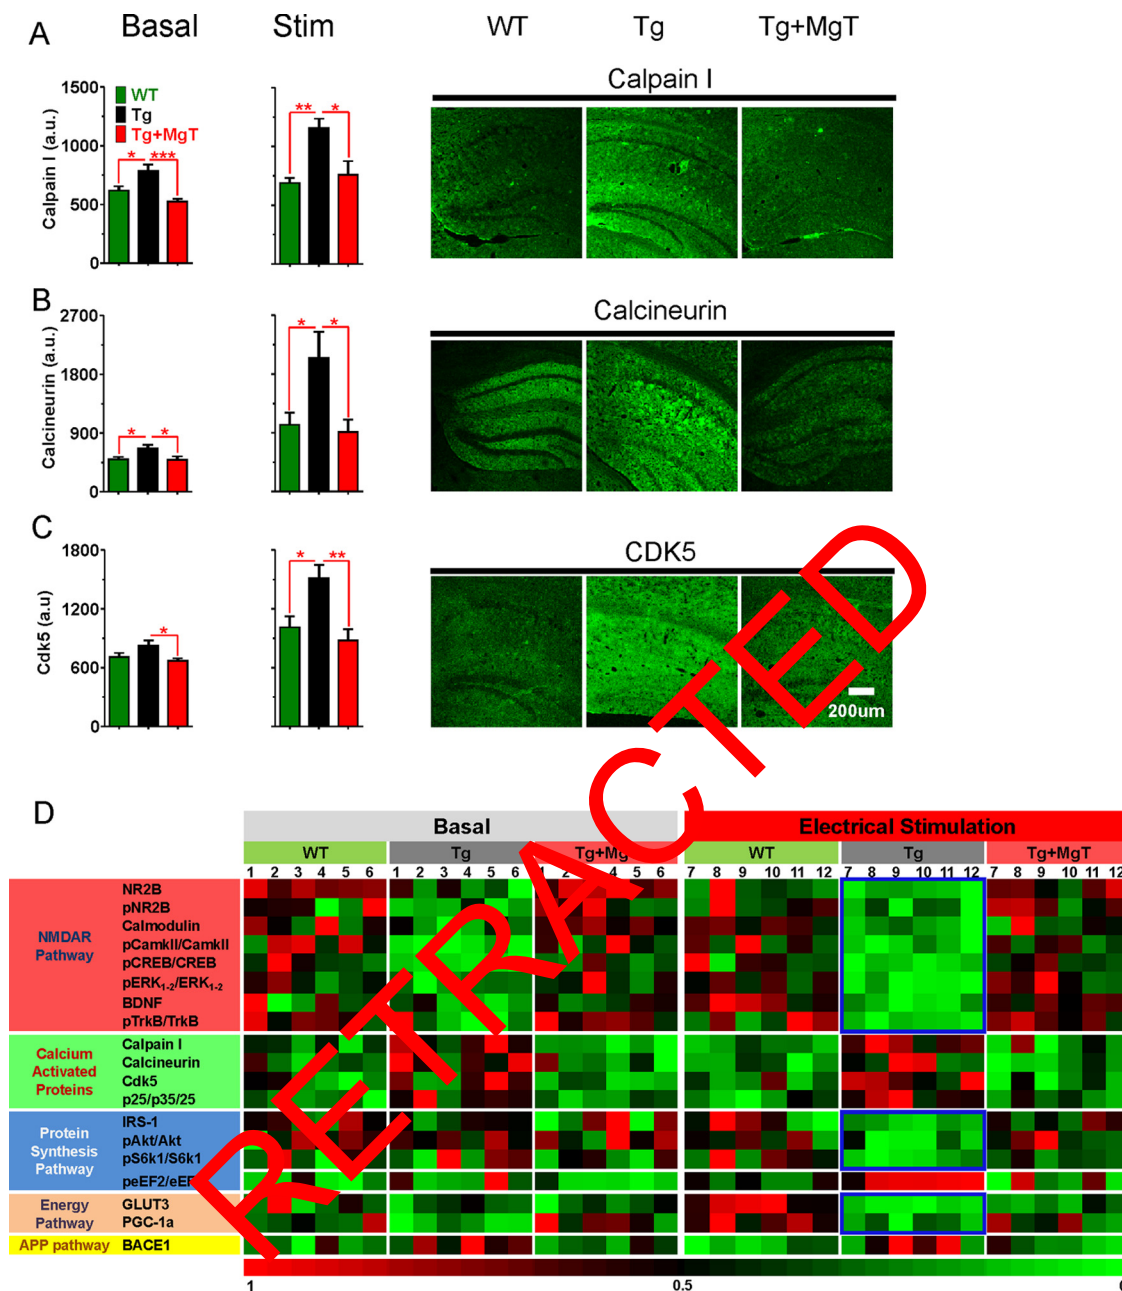 A Basal Stim WT Tg Tg+MgT
Calpain I
Calpain I (a.u.)
1500
1000
500
0
WT
Tg
Tg+MgT
* ***
** *
B
Calcineurin
Calcineurin (a.u.)
2700
1800
900
0
* *
* *
C
CDK5
Cdk5 (a.u)
1800
1200
600
0
*
* **
200um
RETRACTED
D
Basal Electrical Stimulation
WT Tg Tg+Mg WT Tg Tg+MgT
1 2 3 4 5 6 1 2 3 4 5 6 1 2 4 5 6 7 8 9 10 11 12 7 8 9 10 11 12 7 8 9 10 11 12
NMDAR
Pathway
NR2B
pNR2B
Calmodulin
pCamkII/CamkII
pCREB/CREB
pERK1-2/ERK1-2
BDNF
pTrkB/TrkB
Calcium
Activated
Proteins
Calpain I
Calcineurin
Cdk5
p25/p35/25
Protein
Synthesis
Pathway
IRS-1
pAkt/Akt
pS6k1/S6k1
peEF2/eEF
Energy
Pathway
GLUT3
PGC-1a
APP pathway BACE1
1 0.5